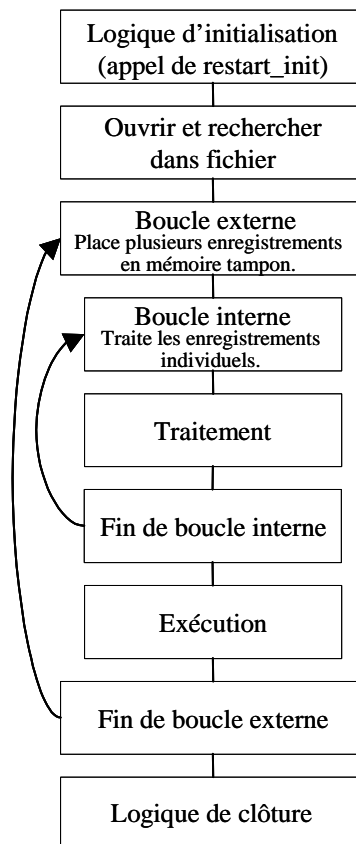 Logique d’initialisation
(appel de restart_init)
Ouvrir et rechercher
dans fichier
Boucle externe
Place plusieurs enregistrements
en mémoire tampon.
Boucle interne
Traite les enregistrements
individuels.
Traitement
Fin de boucle interne
Exécution
Fin de boucle externe
Logique de clôture